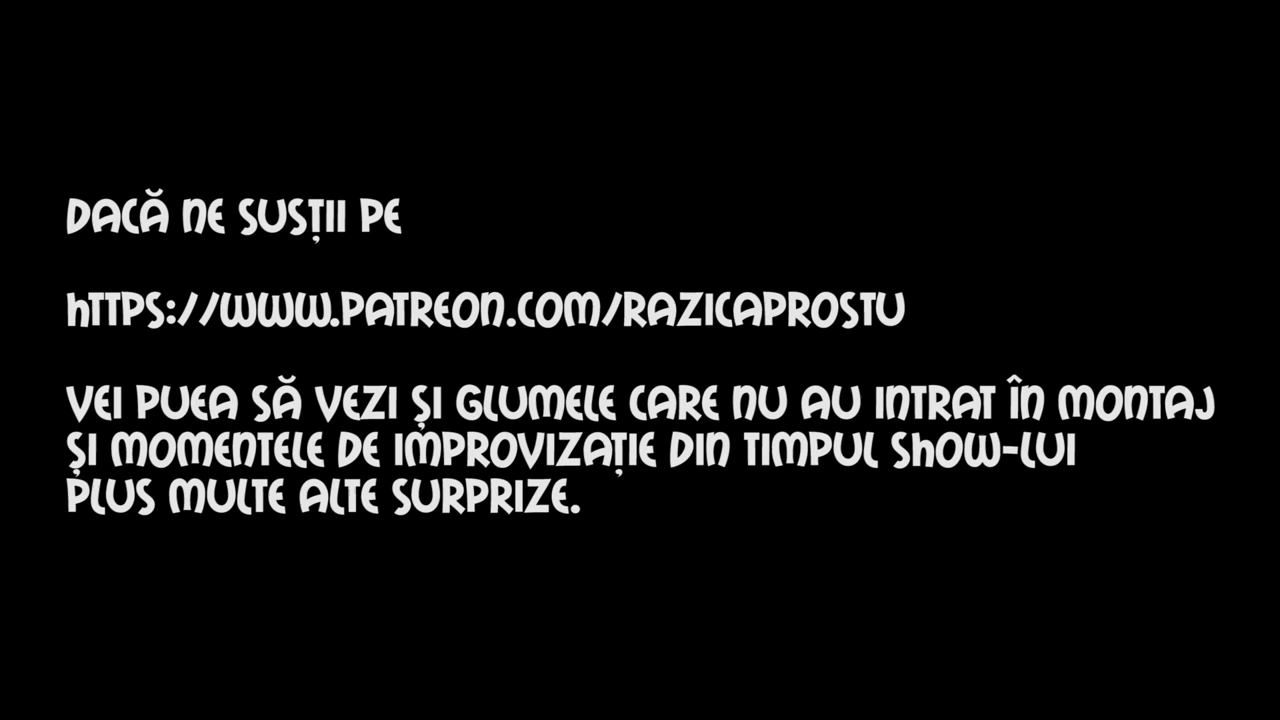 DACĂ NE SUSȚII PE
hTTPS://WWW.PATREON.COM/RAZICAPROSTU
VEI PUEA SĂ VEZI ȘI GLUMELE CARE NU AU INTRAT ÎN MONTAJ
ȘI MOMENTELE DE IMPROVIZAȚIE DIN TIMPUL ShOW-LUI
PLUS MULTE ALTE SURPRIZE.